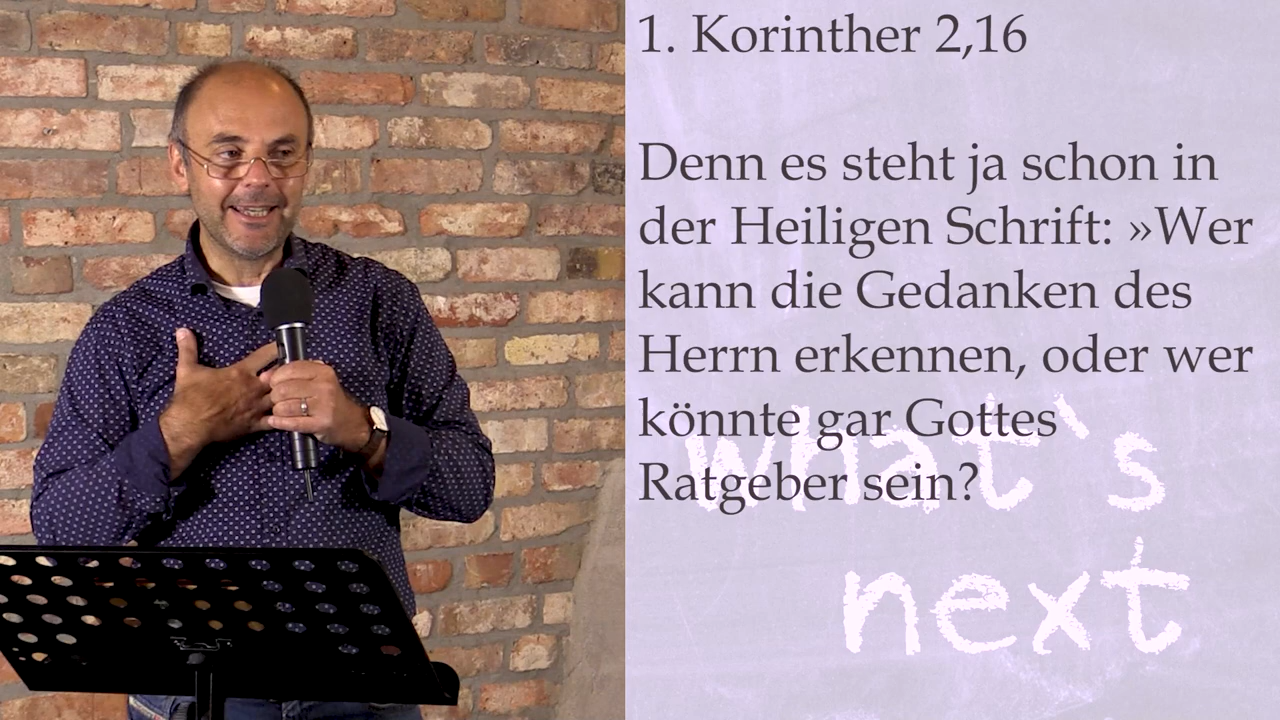 1. Korinther 2,16
Denn es steht ja schon in
der Heiligen Schrift: »Wer
kann die Gedanken des
Herrn erkennen, oder wer
könnte gar Gottes
Ratgeber sein?
what`s
next